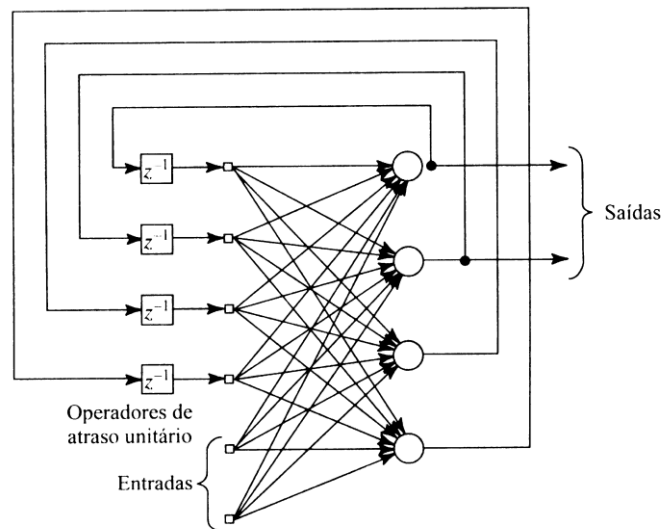 z⁻¹
z⁻¹
Saídas
z⁻¹
z⁻¹
Operadores de
atraso unitário
Entradas